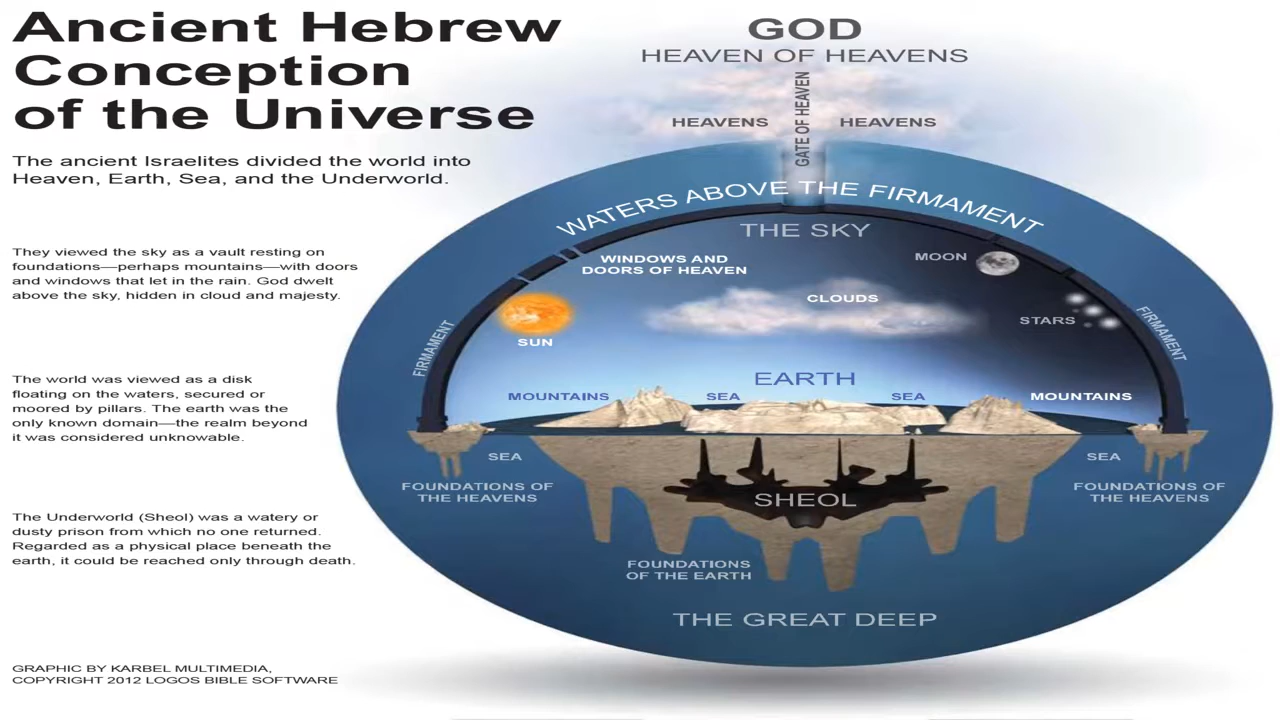 Ancient Hebrew
Conception
of the Universe
The ancient Israelites divided the world into
Heaven, Earth, Sea, and the Underworld.
They viewed the sky as a vault resting on
foundations—perhaps mountains—with doors
and windows that let in the rain. God dwelt
above the sky, hidden in cloud and majesty.
The world was viewed as a disk
floating on the waters, secured or
moored by pillars. The earth was the
only known domain—the realm beyond
it was considered unknowable.
The Underworld (Sheol) was a watery or
dusty prison from which no one returned.
Regarded as a physical place beneath the
earth, it could be reached only through death.
GRAPHIC BY KARBEL MULTIMEDIA,
COPYRIGHT 2012 LOGOS BIBLE SOFTWARE
GOD
HEAVEN OF HEAVENS
HEAVENS
GATE OF HEAVEN
HEAVENS
WATERS ABOVE THE FIRMAMENT
THE SKY
WINDOWS AND
DOORS OF HEAVEN
MOON
CLOUDS
STARS
SUN
FIRMAMENT
FIRMAMENT
EARTH
MOUNTAINS
SEA
SEA
MOUNTAINS
SEA
SEA
FOUNDATIONS OF
THE HEAVENS
FOUNDATIONS OF
THE HEAVENS
SHEOL
FOUNDATIONS
OF THE EARTH
THE GREAT DEEP